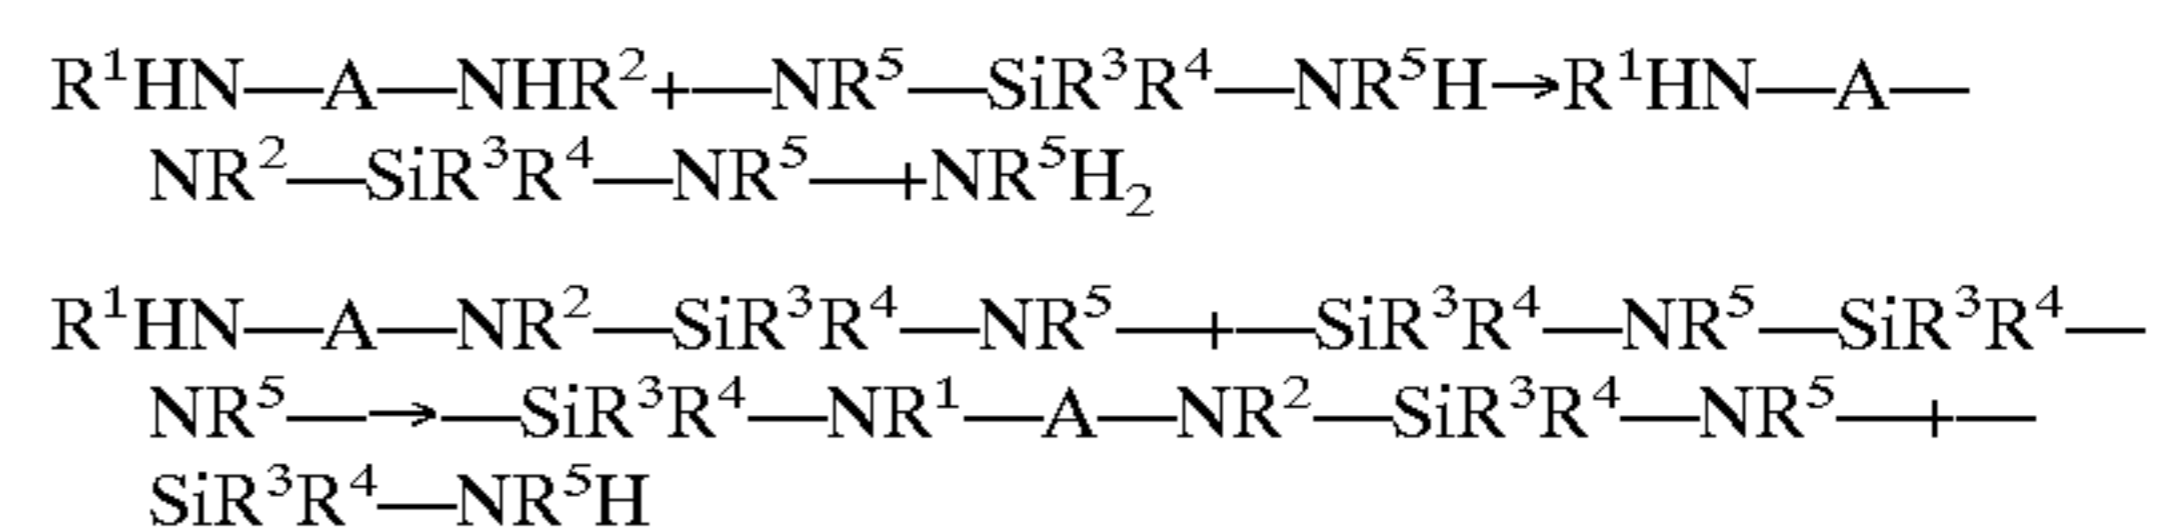 R¹HN—A—NHR²+—NR⁵—SiR³R⁴—NR⁵H→R¹HN—A—
NR²—SiR³R⁴—NR⁵—+NR⁵H₂
R¹HN—A—NR²—SiR³R⁴—NR⁵—+—SiR³R⁴—NR⁵—SiR³R⁴—
NR⁵—→—SiR³R⁴—NR¹—A—NR²—SiR³R⁴—NR⁵—+—
SiR³R⁴—NR⁵H